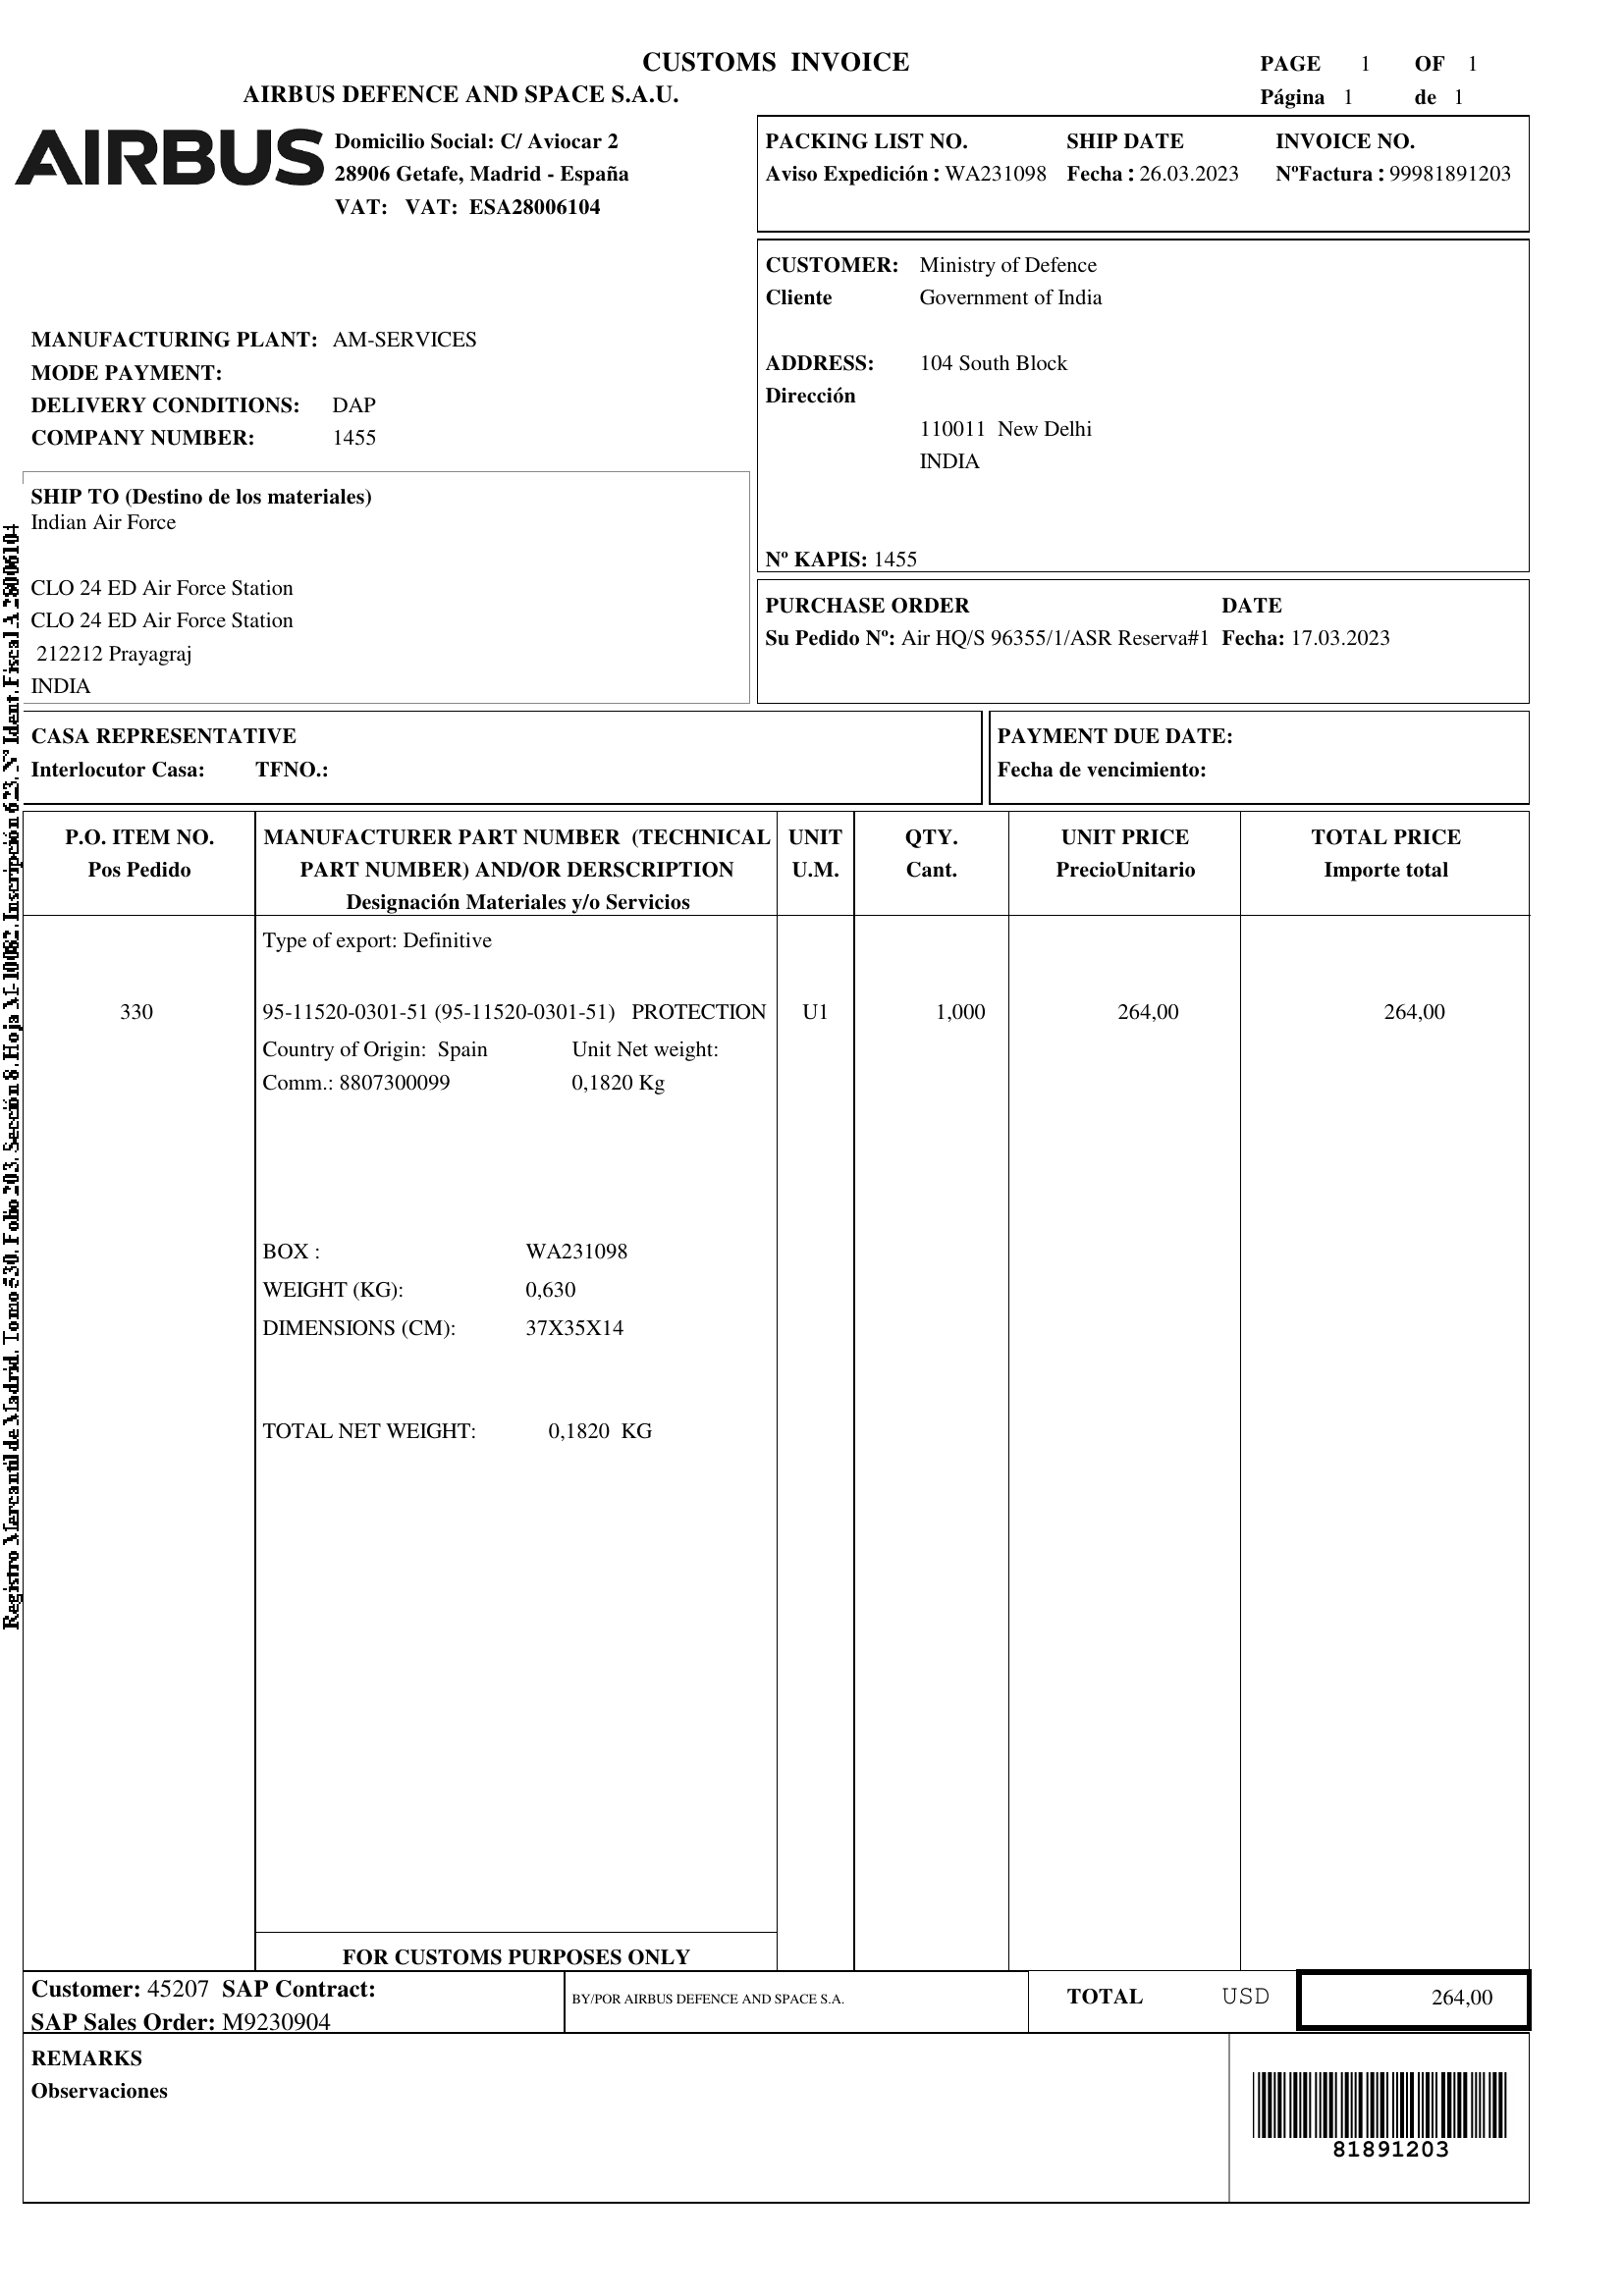 CUSTOMS INVOICE
PAGE 1 OF 1
AIRBUS DEFENCE AND SPACE S.A.U.
Página 1 de 1
AIRBUS
Domicilio Social: C/ Aviocar 2
28906 Getafe, Madrid - España
VAT: VAT: ESA28006104
PACKING LIST NO. SHIP DATE INVOICE NO.
Aviso Expedición : WA231098 Fecha : 26.03.2023 NºFactura : 99981891203
CUSTOMER: Ministry of Defence
Cliente Government of India
ADDRESS: 104 South Block
Dirección
110011 New Delhi
INDIA
Nº KAPIS: 1455
MANUFACTURING PLANT: AM-SERVICES
MODE PAYMENT:
DELIVERY CONDITIONS: DAP
COMPANY NUMBER: 1455
SHIP TO (Destino de los materiales)
Indian Air Force
CLO 24 ED Air Force Station
CLO 24 ED Air Force Station
212212 Prayagraj
INDIA
PURCHASE ORDER DATE
Su Pedido Nº: Air HQ/S 96355/1/ASR Reserva#1 Fecha: 17.03.2023
CASA REPRESENTATIVE
Interlocutor Casa: TFNO.:
PAYMENT DUE DATE:
Fecha de vencimiento:
P.O. ITEM NO. MANUFACTURER PART NUMBER (TECHNICAL UNIT QTY. UNIT PRICE TOTAL PRICE
Pos Pedido PART NUMBER) AND/OR DERSCRIPTION U.M. Cant. PrecioUnitario Importe total
Designación Materiales y/o Servicios
Type of export: Definitive
330 95-11520-0301-51 (95-11520-0301-51) PROTECTION U1 1,000 264,00 264,00
Country of Origin: Spain Unit Net weight:
Comm.: 8807300099 0,1820 Kg
BOX : WA231098
WEIGHT (KG): 0,630
DIMENSIONS (CM): 37X35X14
TOTAL NET WEIGHT: 0,1820 KG
FOR CUSTOMS PURPOSES ONLY
Customer: 45207 SAP Contract:
SAP Sales Order: M9230904
BY/POR AIRBUS DEFENCE AND SPACE S.A.
TOTAL USD 264,00
REMARKS
Observaciones
81891203
Registro Mercantil de Madrid, Tomo 530, Folio 203, Sección 8, Hoja M-10082, Inscripción 623, Nº Ident. Fiscal A 28006104